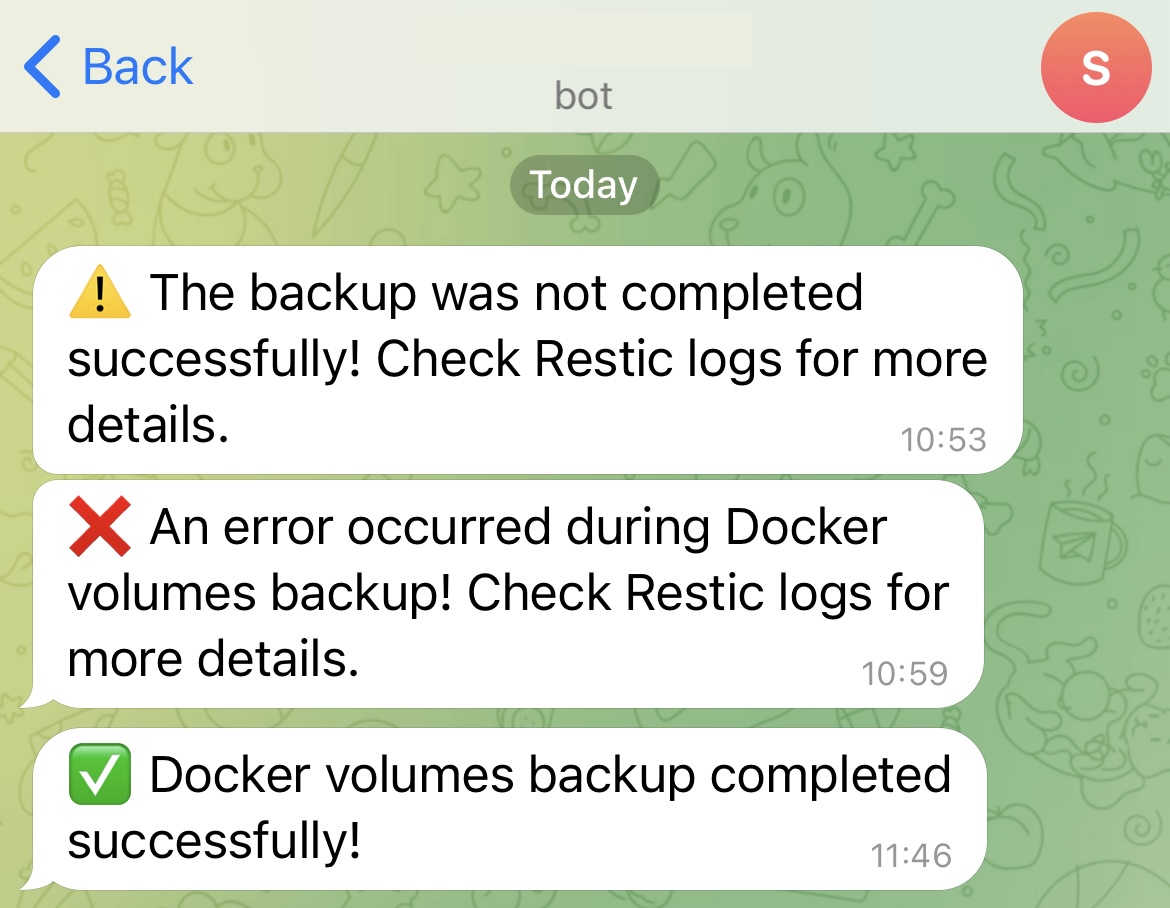 Back
bot
S
Today
⚠️ The backup was not completed
successfully! Check Restic logs for more
details.
10:53
❌ An error occurred during Docker
volumes backup! Check Restic logs for
more details.
10:59
✅ Docker volumes backup completed
successfully!
11:46